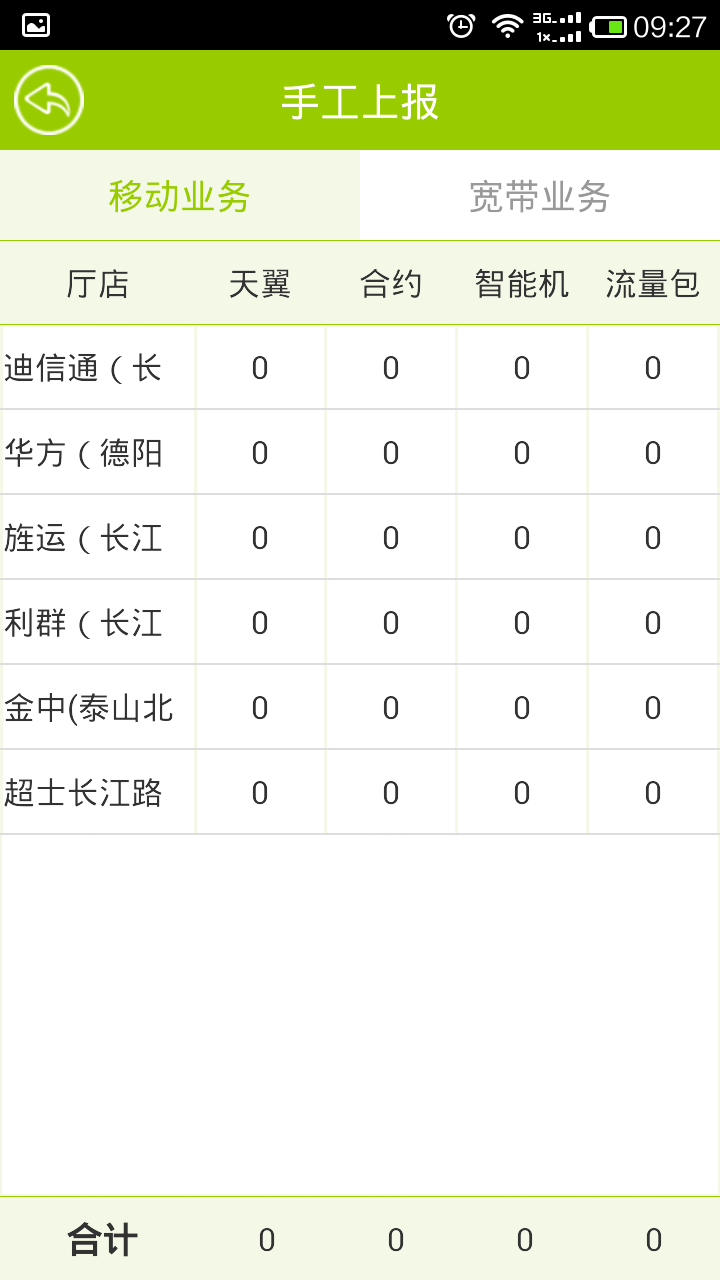 3G 1x 09:27
手工上报
移动业务 宽带业务
厅店 天翼 合约 智能机 流量包
迪信通（长 0 0 0 0
华方（德阳 0 0 0 0
旌运（长江 0 0 0 0
利群（长江 0 0 0 0
金中(泰山北 0 0 0 0
超士长江路 0 0 0 0
合计 0 0 0 0